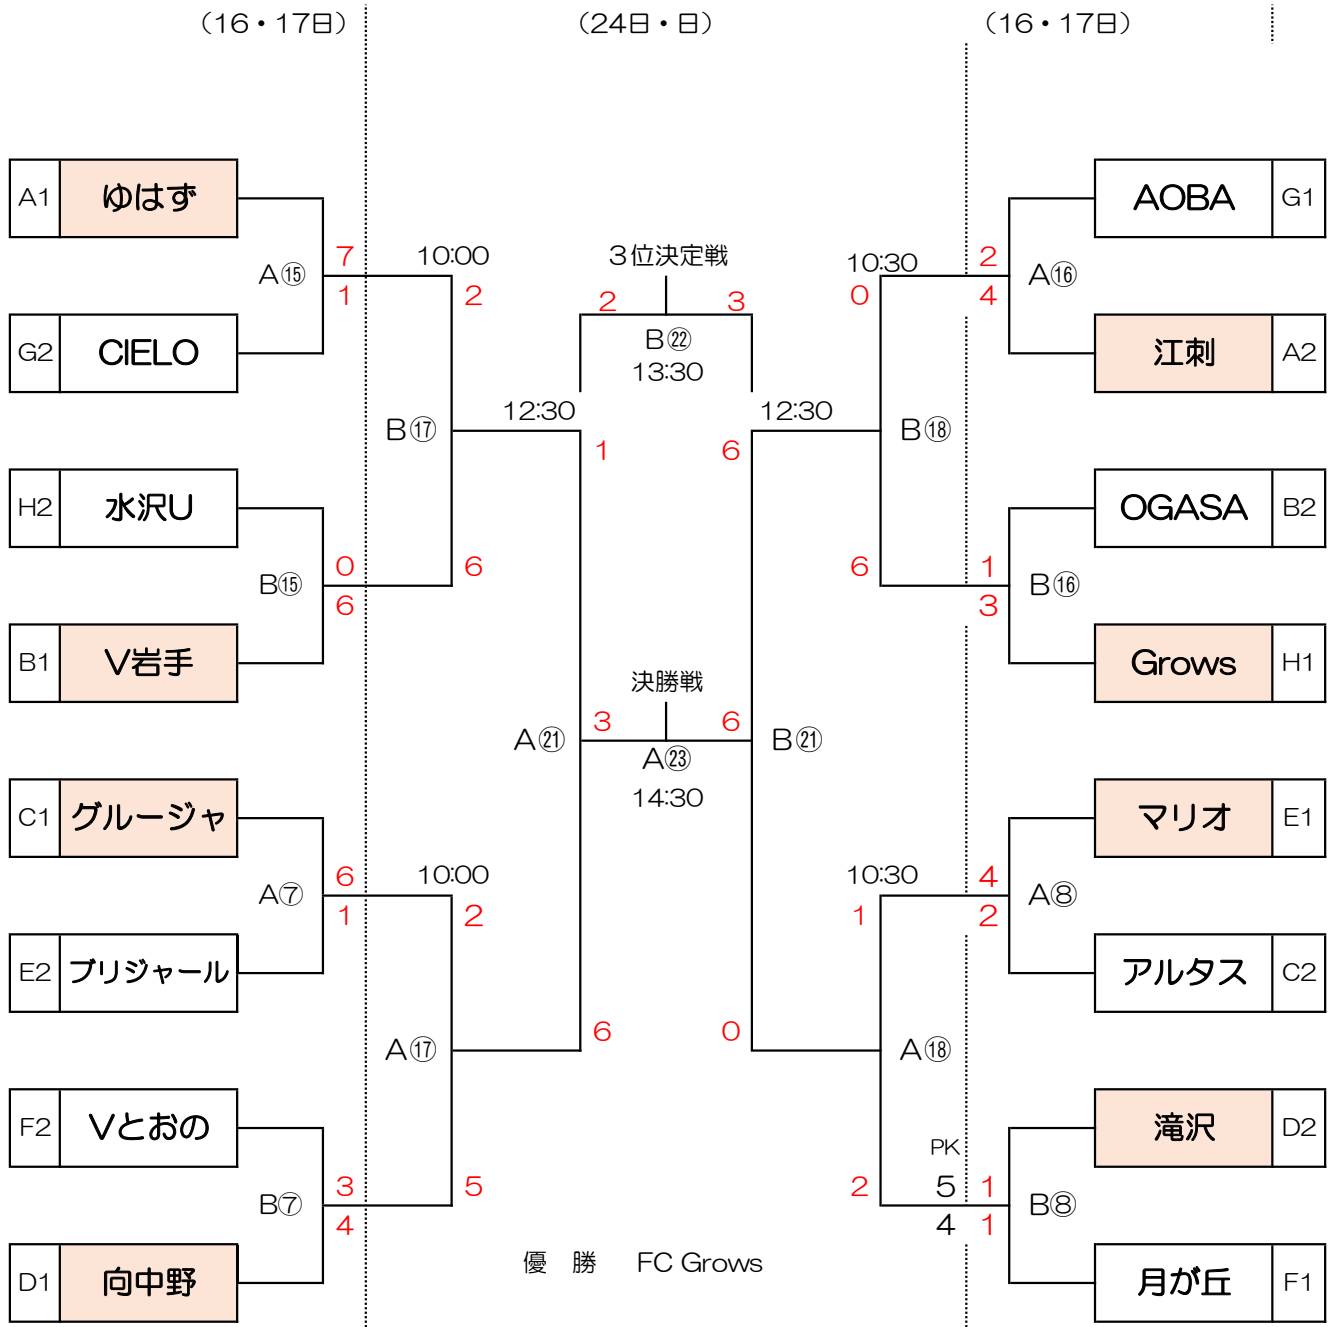 （16・17日）
（24日・日）
（16・17日）
A1 ゆはず
AOBA G1
7 10:00 3位決定戦 10:30 2
A⑮
A⑯
1 2 2 3 0 4
B㉒
G2 CIELO
江刺 A2
13:30
12:30 12:30
B⑰ B⑱
1 6
H2 水沢U
OGASA B2
0 6 6 1
B⑮
B⑯
6 3
B1 V岩手
Grows H1
決勝戦
3 6
A㉑ B㉑
A㉓
14:30
C1 グルージャ
マリオ E1
6 10:00 10:30 4
A⑦
A⑧
1 2 1 2
E2 ブリジャール
アルタス C2
6 0
A⑰ A⑱
F2 Vとおの
滝沢 D2
PK
3 5 2 5 1
B⑦
B⑧
4 4 1
優　勝　FC Grows
D1 向中野
月が丘 F1